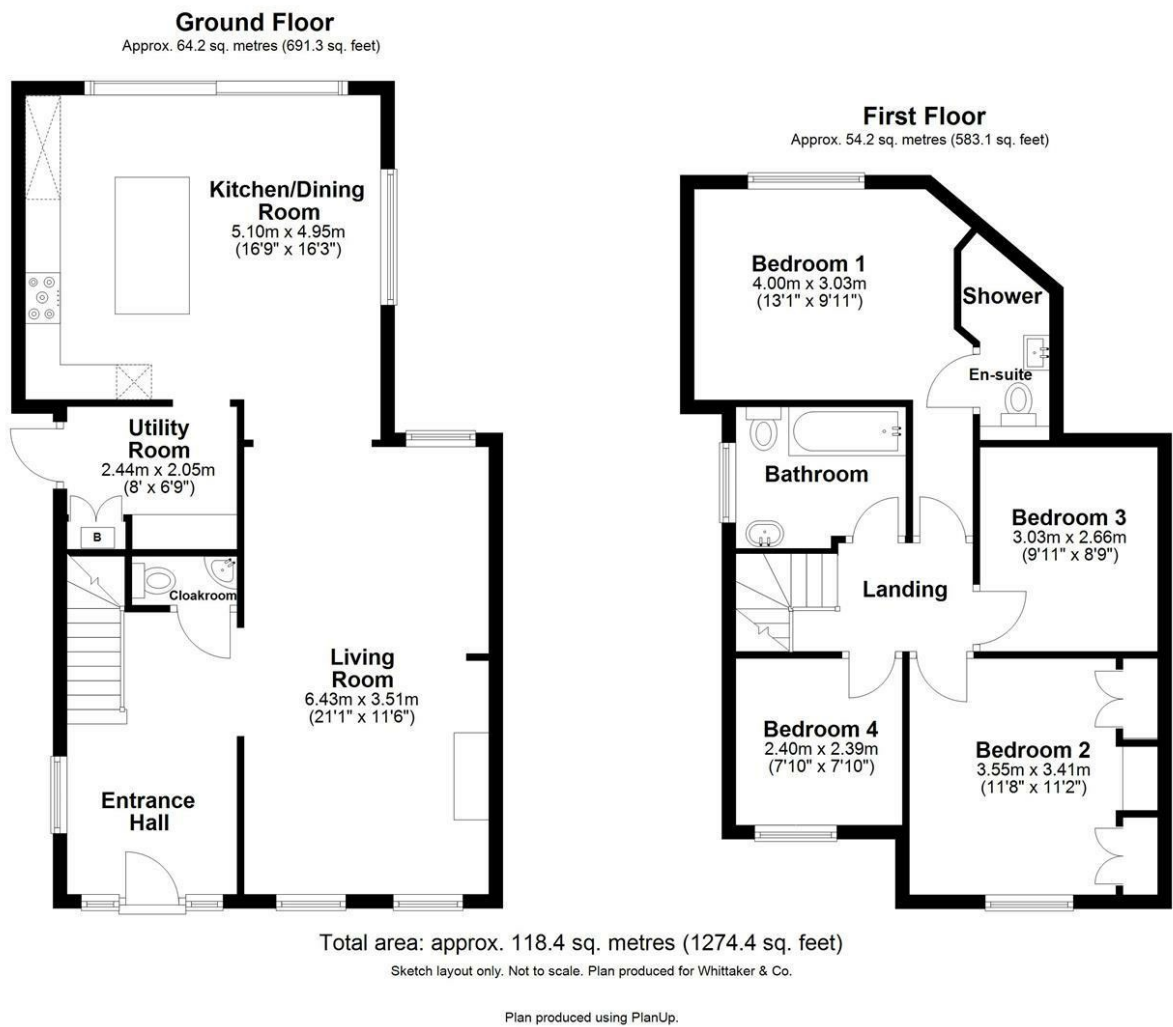 Ground Floor
Approx. 64.2 sq. metres (691.3 sq. feet)
Kitchen/Dining
Room
5.10m x 4.95m
(16'9" x 16'3")
Utility
Room
2.44m x 2.05m
(8' x 6'9")
B
Cloakroom
Living
Room
6.43m x 3.51m
(21'1" x 11'6")
Entrance
Hall
First Floor
Approx. 54.2 sq. metres (583.1 sq. feet)
Bedroom 1
4.00m x 3.03m
(13'1" x 9'11")
Shower
En-suite
Bathroom
Bedroom 3
3.03m x 2.66m
(9'11" x 8'9")
Landing
Bedroom 4
2.40m x 2.39m
(7'10" x 7'10")
Bedroom 2
3.55m x 3.41m
(11'8" x 11'2")
Total area: approx. 118.4 sq. metres (1274.4 sq. feet)
Sketch layout only. Not to scale. Plan produced for Whittaker & Co.
Plan produced using PlanUp.